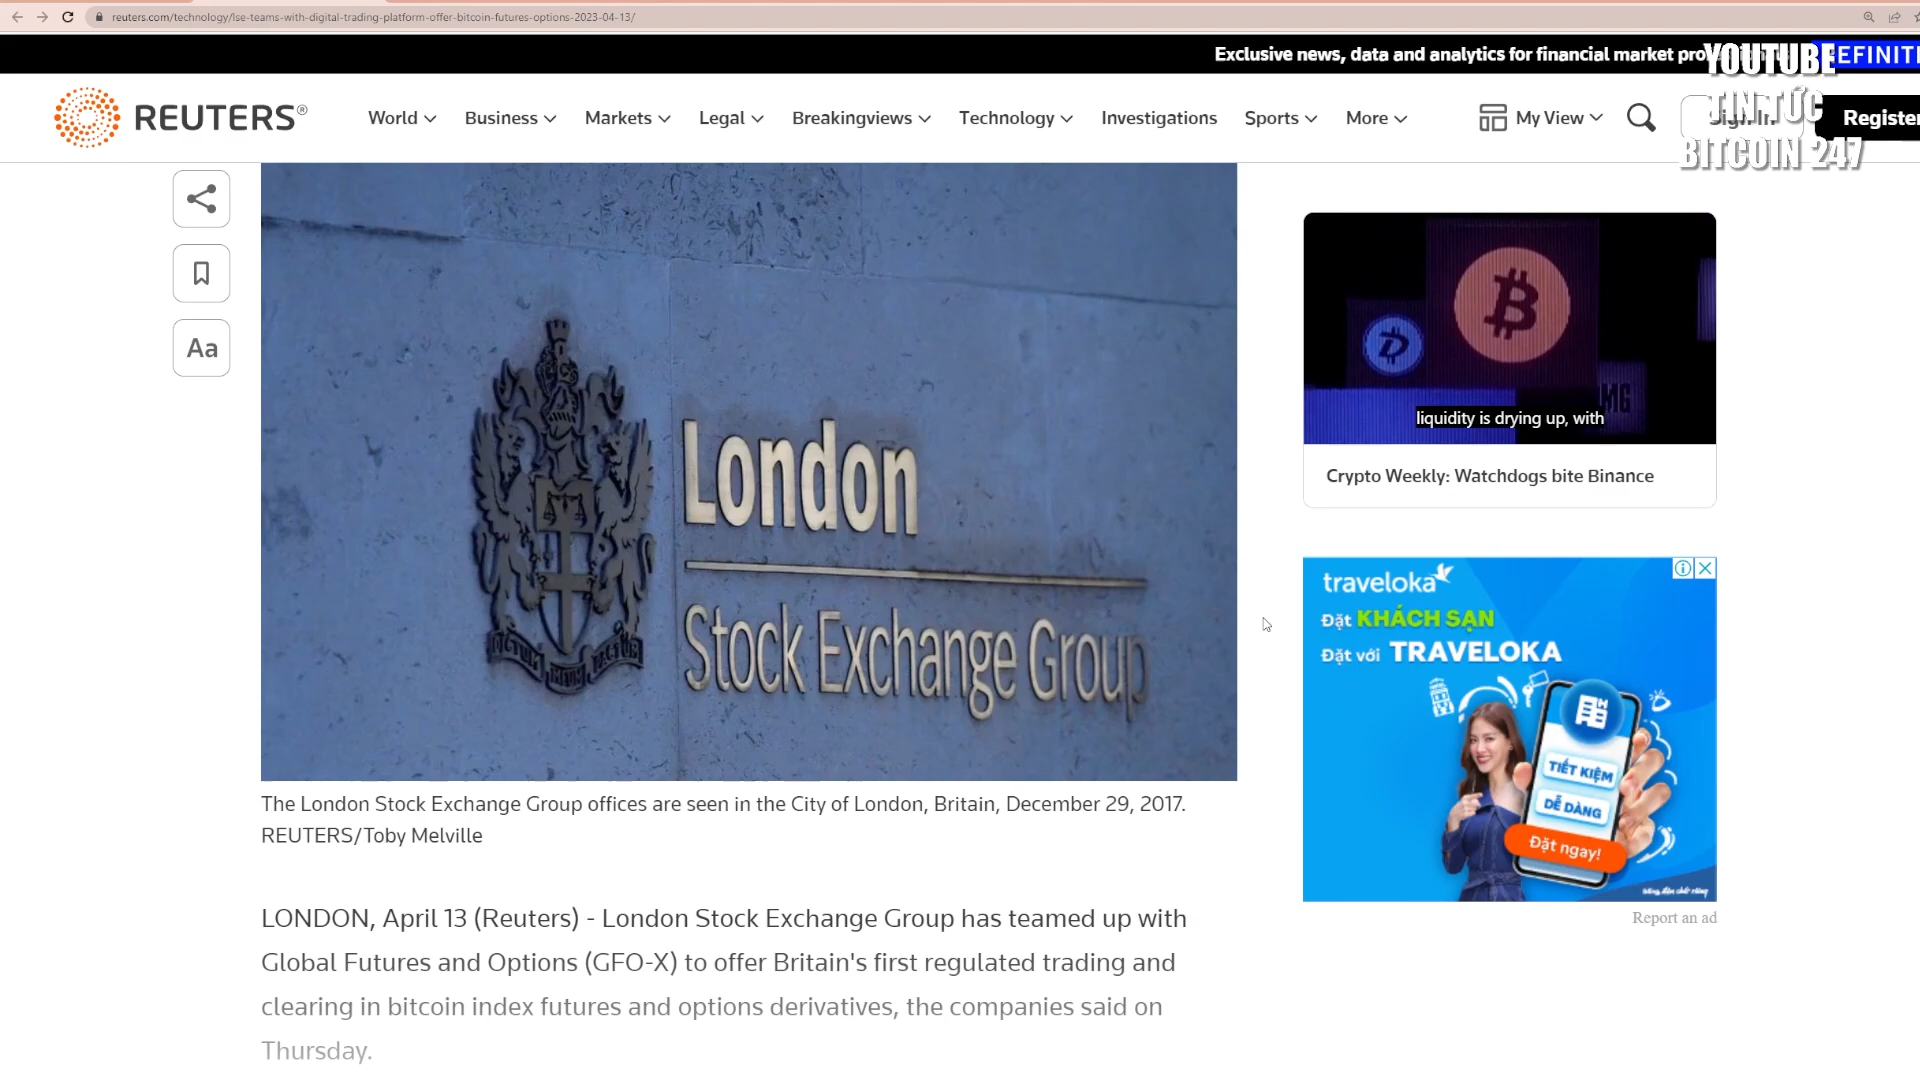 reuters.com/technology/lse-teams-with-digital-trading-platform-offer-bitcoin-futures-options-2023-04-13/
Exclusive news, data and analytics for financial market
YOUTUBE
TIN TỨC
BITCOIN 247
REUTERS®
World
Business
Markets
Legal
Breakingviews
Technology
Investigations
Sports
More
My View
Sign In
Register
Aa
London
Stock Exchange Group
DICTUM MEUM PACTUM
liquidity is drying up, with
Crypto Weekly: Watchdogs bite Binance
traveloka
Đặt KHÁCH SẠN
Đặt với TRAVELOKA
TIẾT KIỆM
DỄ DÀNG
Đặt ngay!
Report an ad
The London Stock Exchange Group offices are seen in the City of London, Britain, December 29, 2017.
REUTERS/Toby Melville
LONDON, April 13 (Reuters) - London Stock Exchange Group has teamed up with
Global Futures and Options (GFO-X) to offer Britain's first regulated trading and
clearing in bitcoin index futures and options derivatives, the companies said on
Thursday.